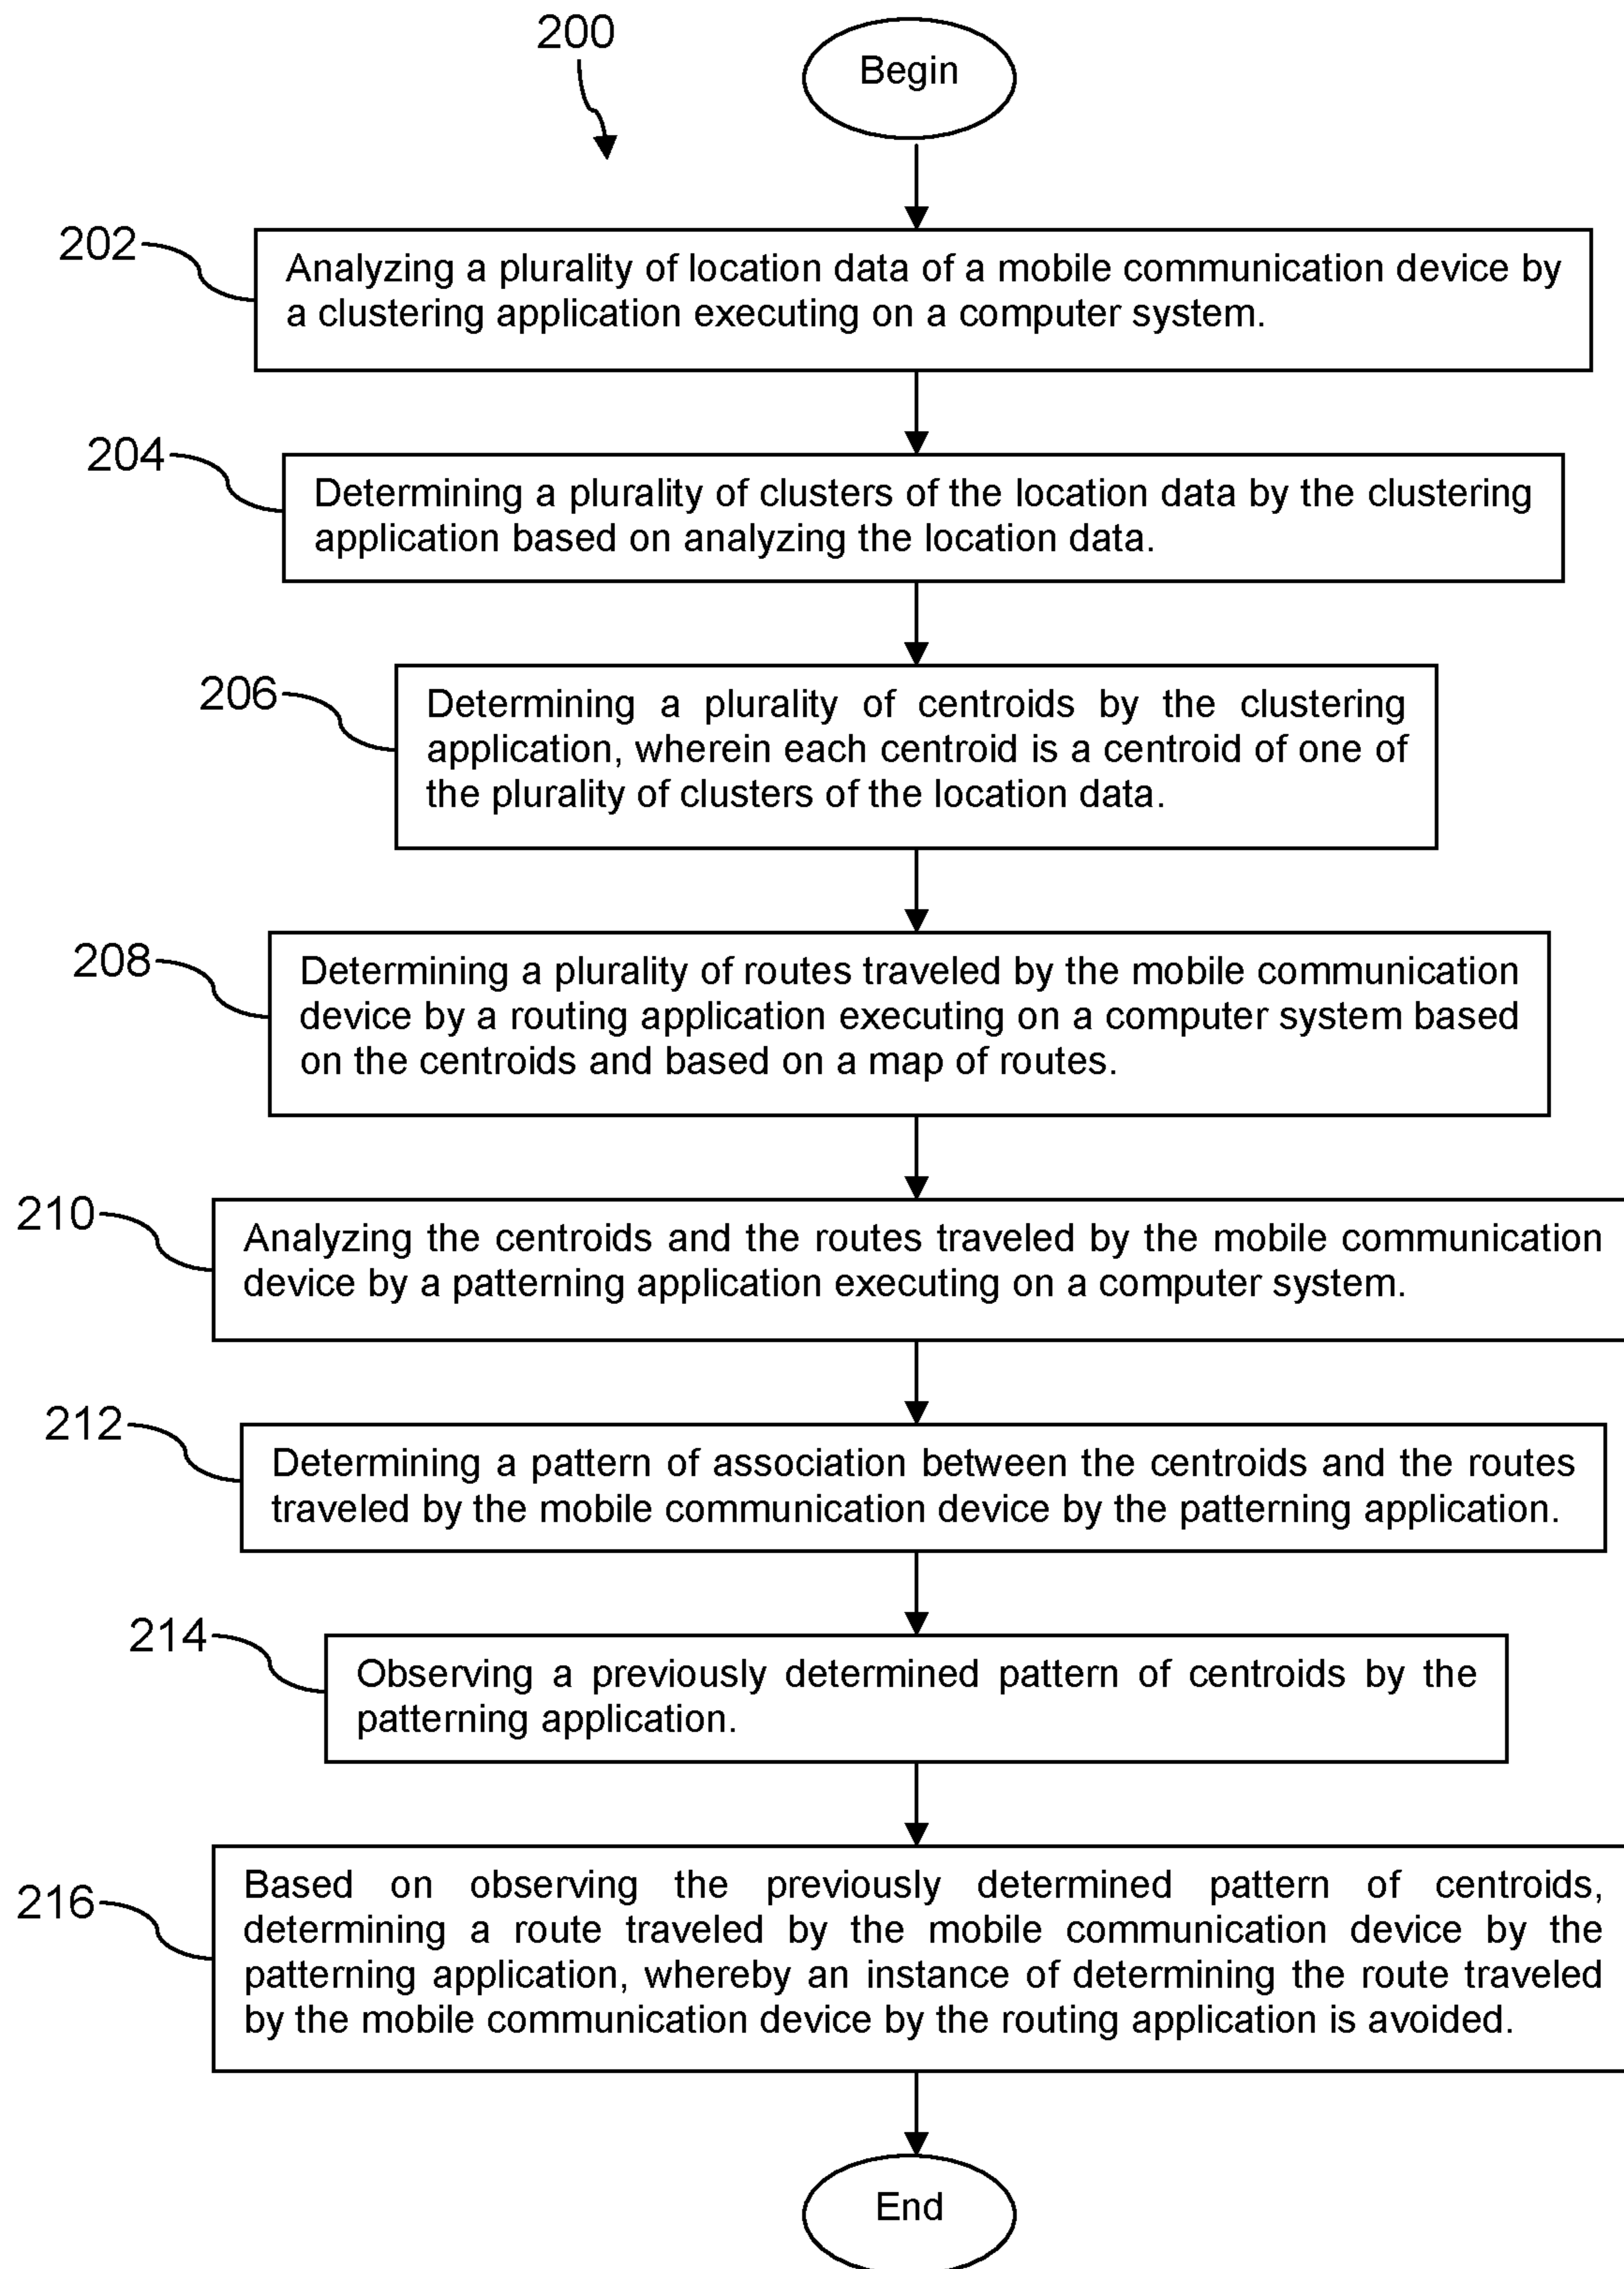 200
Begin
202
Analyzing a plurality of location data of a mobile communication device by
a clustering application executing on a computer system.
204
Determining a plurality of clusters of the location data by the clustering
application based on analyzing the location data.
206
Determining a plurality of centroids by the clustering
application, wherein each centroid is a centroid of one of
the plurality of clusters of the location data.
208
Determining a plurality of routes traveled by the mobile communication
device by a routing application executing on a computer system based
on the centroids and based on a map of routes.
210
Analyzing the centroids and the routes traveled by the mobile communication
device by a patterning application executing on a computer system.
212
Determining a pattern of association between the centroids and the routes
traveled by the mobile communication device by the patterning application.
214
Observing a previously determined pattern of centroids by the
patterning application.
216
Based on observing the previously determined pattern of centroids,
determining a route traveled by the mobile communication device by the
patterning application, whereby an instance of determining the route traveled
by the mobile communication device by the routing application is avoided.
End